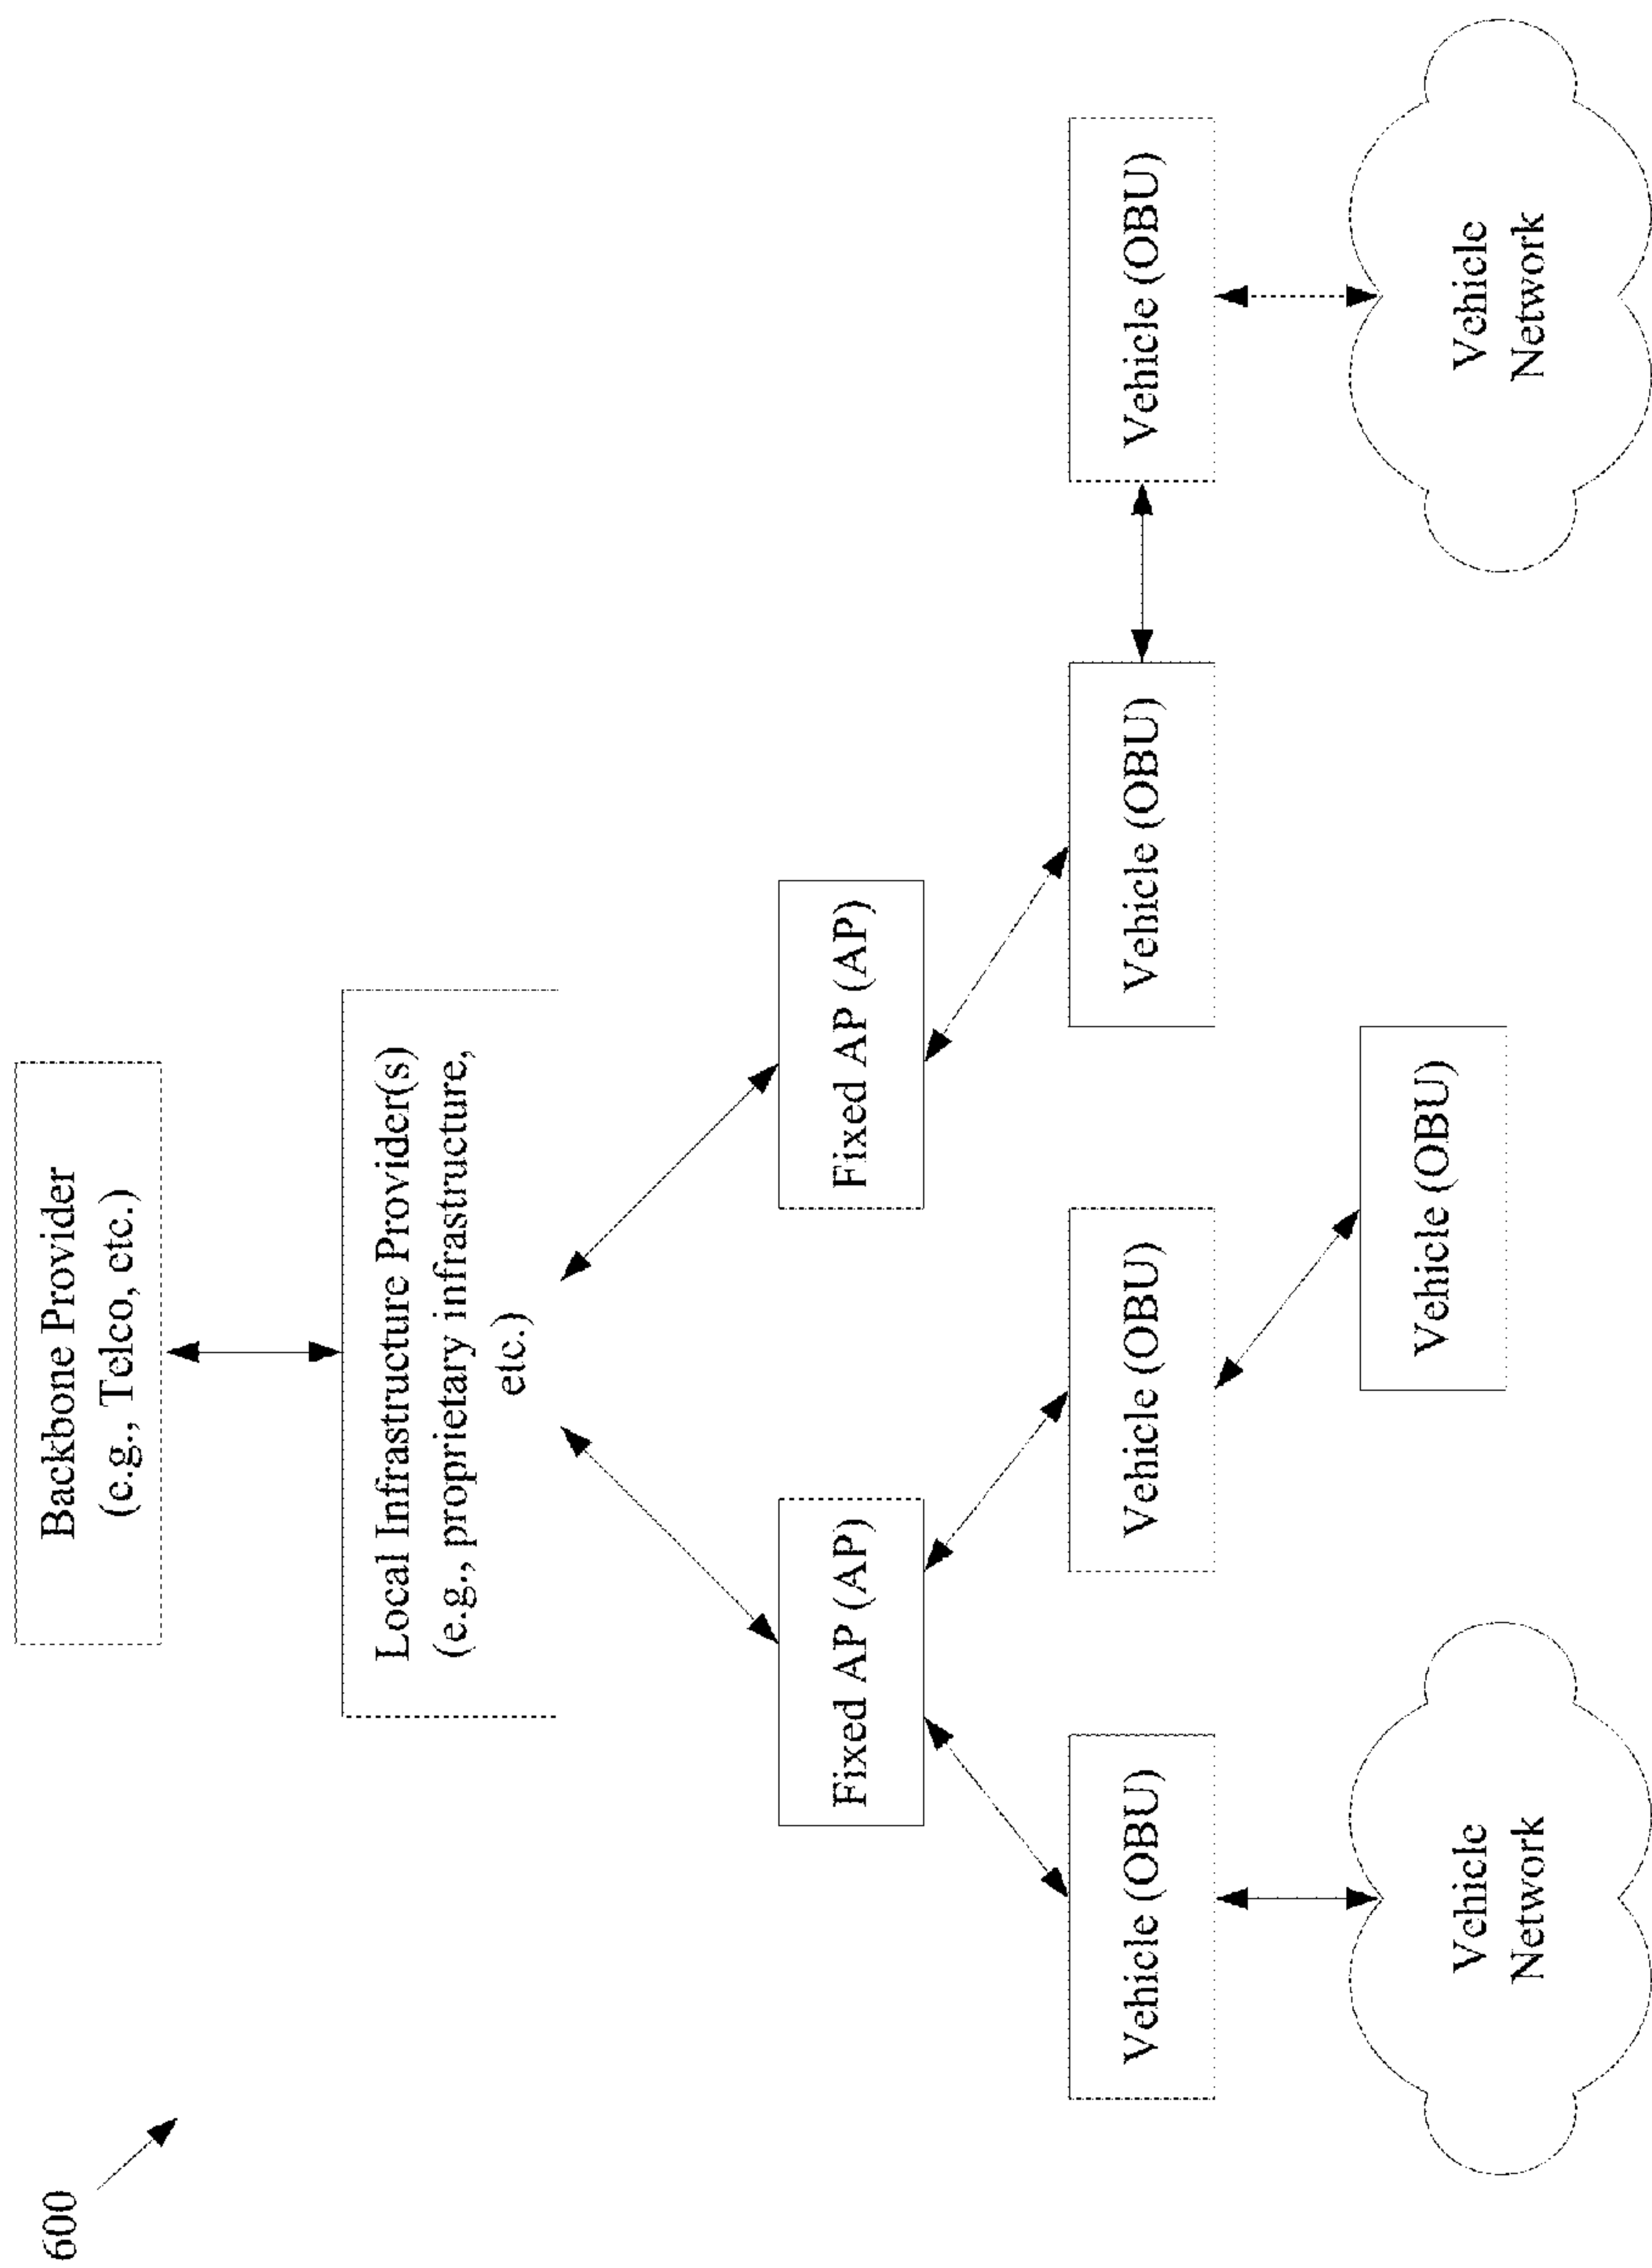 600
Backbone Provider
(e.g., Telco, etc.)
Local Infrastructure Provider(s)
(e.g., proprietary infrastructure,
etc.)
Fixed AP (AP)
Fixed AP (AP)
Vehicle (OBU)
Vehicle (OBU)
Vehicle (OBU)
Vehicle (OBU)
Vehicle (OBU)
Vehicle
Network
Vehicle
Network